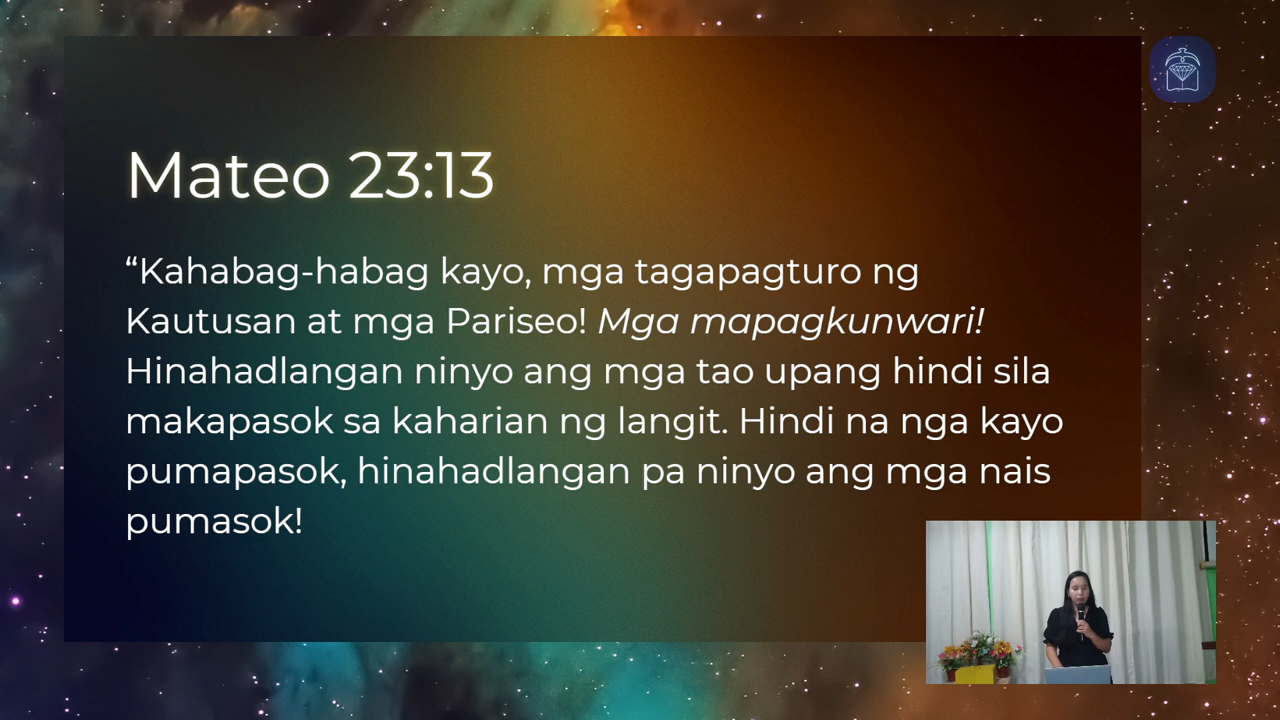 Mateo 23:13
“Kahabag-habag kayo, mga tagapagturo ng
Kautusan at mga Pariseo! Mga mapagkunwari!
Hinahadlangan ninyo ang mga tao upang hindi sila
makapasok sa kaharian ng langit. Hindi na nga kayo
pumapasok, hinahadlangan pa ninyo ang mga nais
pumasok!